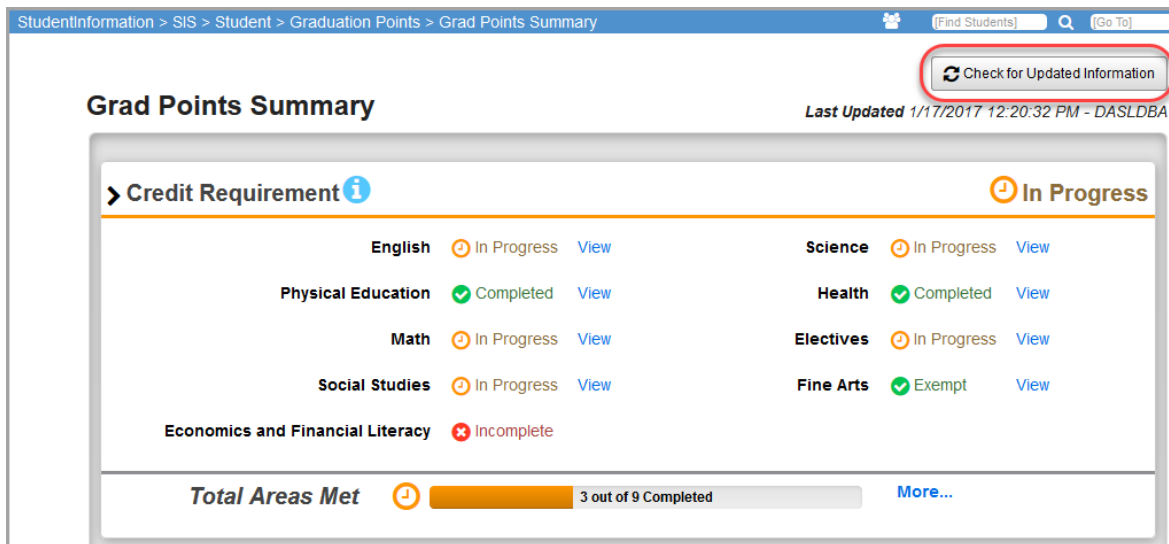 StudentInformation > SIS > Student > Graduation Points > Grad Points Summary [Find Students] [Go To]
Check for Updated Information
Grad Points Summary
Last Updated 1/17/2017 12:20:32 PM - DASLDBA
Credit Requirement In Progress
English In Progress View Science In Progress View
Physical Education Completed View Health Completed View
Math In Progress View Electives In Progress View
Social Studies In Progress View Fine Arts Exempt View
Economics and Financial Literacy Incomplete
Total Areas Met 3 out of 9 Completed More...